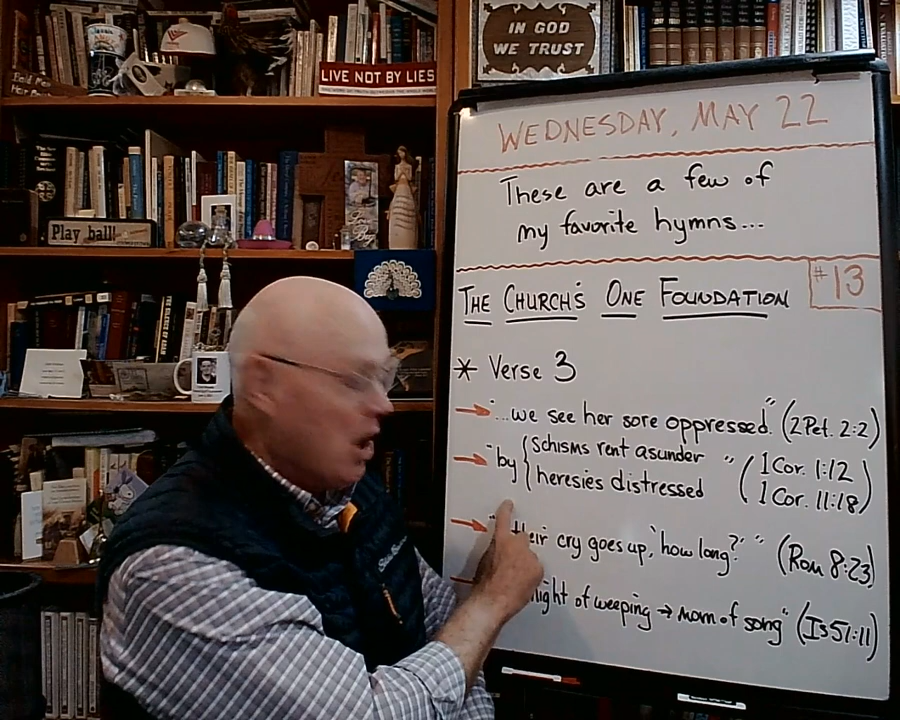 IN GOD
WE TRUST
LIVE NOT BY LIES
Play ball!
WEDNESDAY, MAY 22
These are a few of
my favorite hymns...
#13
THE CHURCH'S ONE FOUNDATION
* Verse 3
→ "...we see her sore oppressed" (2 Pet. 2:2)
→ "by { schisms rent asunder " (1 Cor. 1:12
heresies distressed 1 Cor. 11:18)
→ cry goes up, 'how long?' " (Rom 8:23)
of weeping → morn of song" (Is 51:11)